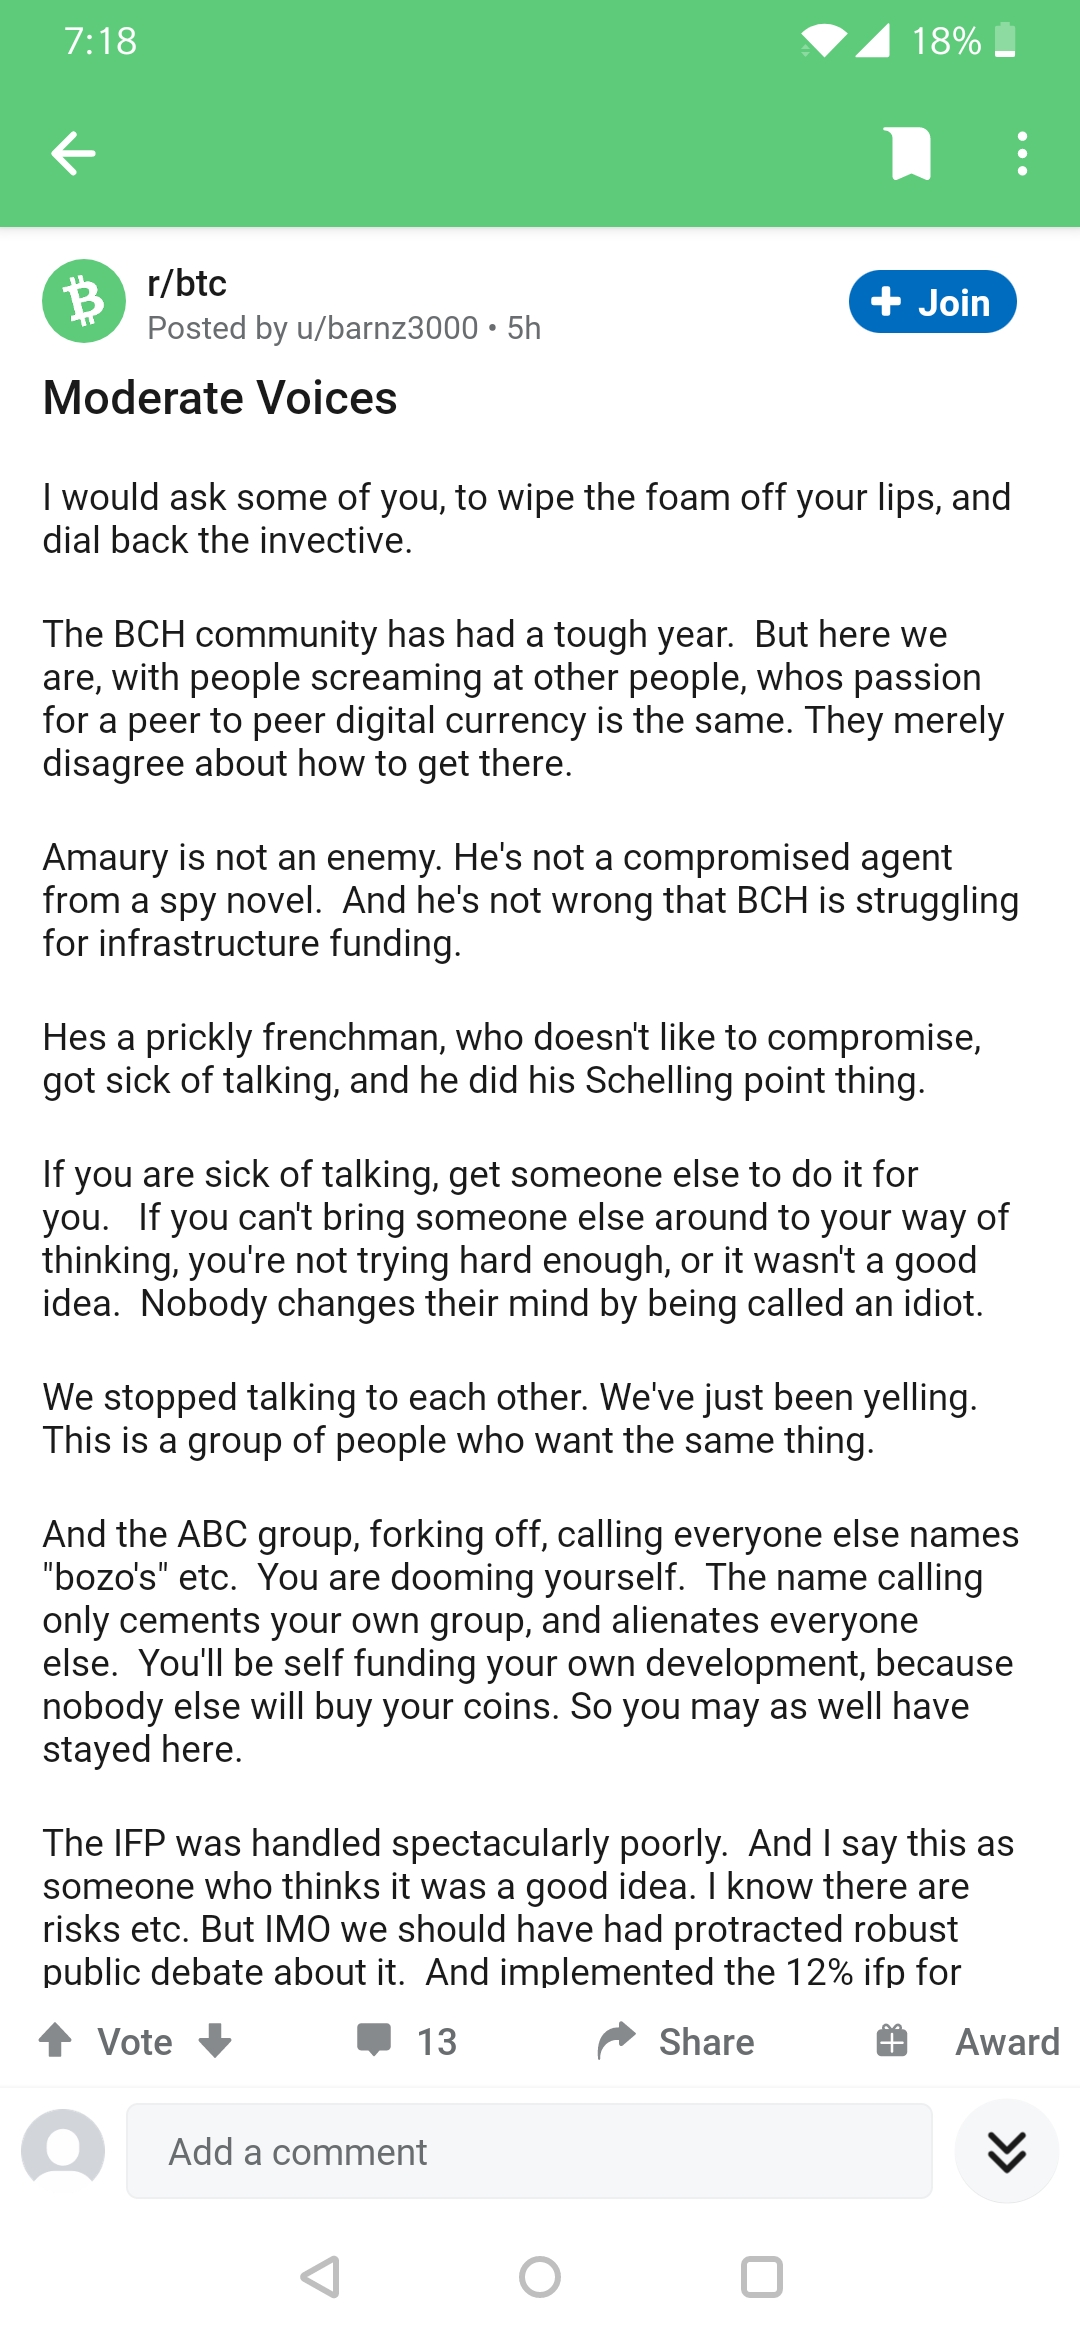 7:18
18%
r/btc
Posted by u/barnz3000 • 5h
+ Join
Moderate Voices
I would ask some of you, to wipe the foam off your lips, and
dial back the invective.
The BCH community has had a tough year.  But here we
are, with people screaming at other people, whos passion
for a peer to peer digital currency is the same. They merely
disagree about how to get there.
Amaury is not an enemy. He's not a compromised agent
from a spy novel.  And he's not wrong that BCH is struggling
for infrastructure funding.
Hes a prickly frenchman, who doesn't like to compromise,
got sick of talking, and he did his Schelling point thing.
If you are sick of talking, get someone else to do it for
you.   If you can't bring someone else around to your way of
thinking, you're not trying hard enough, or it wasn't a good
idea.  Nobody changes their mind by being called an idiot.
We stopped talking to each other. We've just been yelling.
This is a group of people who want the same thing.
And the ABC group, forking off, calling everyone else names
"bozo's" etc.  You are dooming yourself.  The name calling
only cements your own group, and alienates everyone
else.  You'll be self funding your own development, because
nobody else will buy your coins. So you may as well have
stayed here.
The IFP was handled spectacularly poorly.  And I say this as
someone who thinks it was a good idea. I know there are
risks etc. But IMO we should have had protracted robust
public debate about it.  And implemented the 12% ifp for
Vote
13
Share
Award
Add a comment